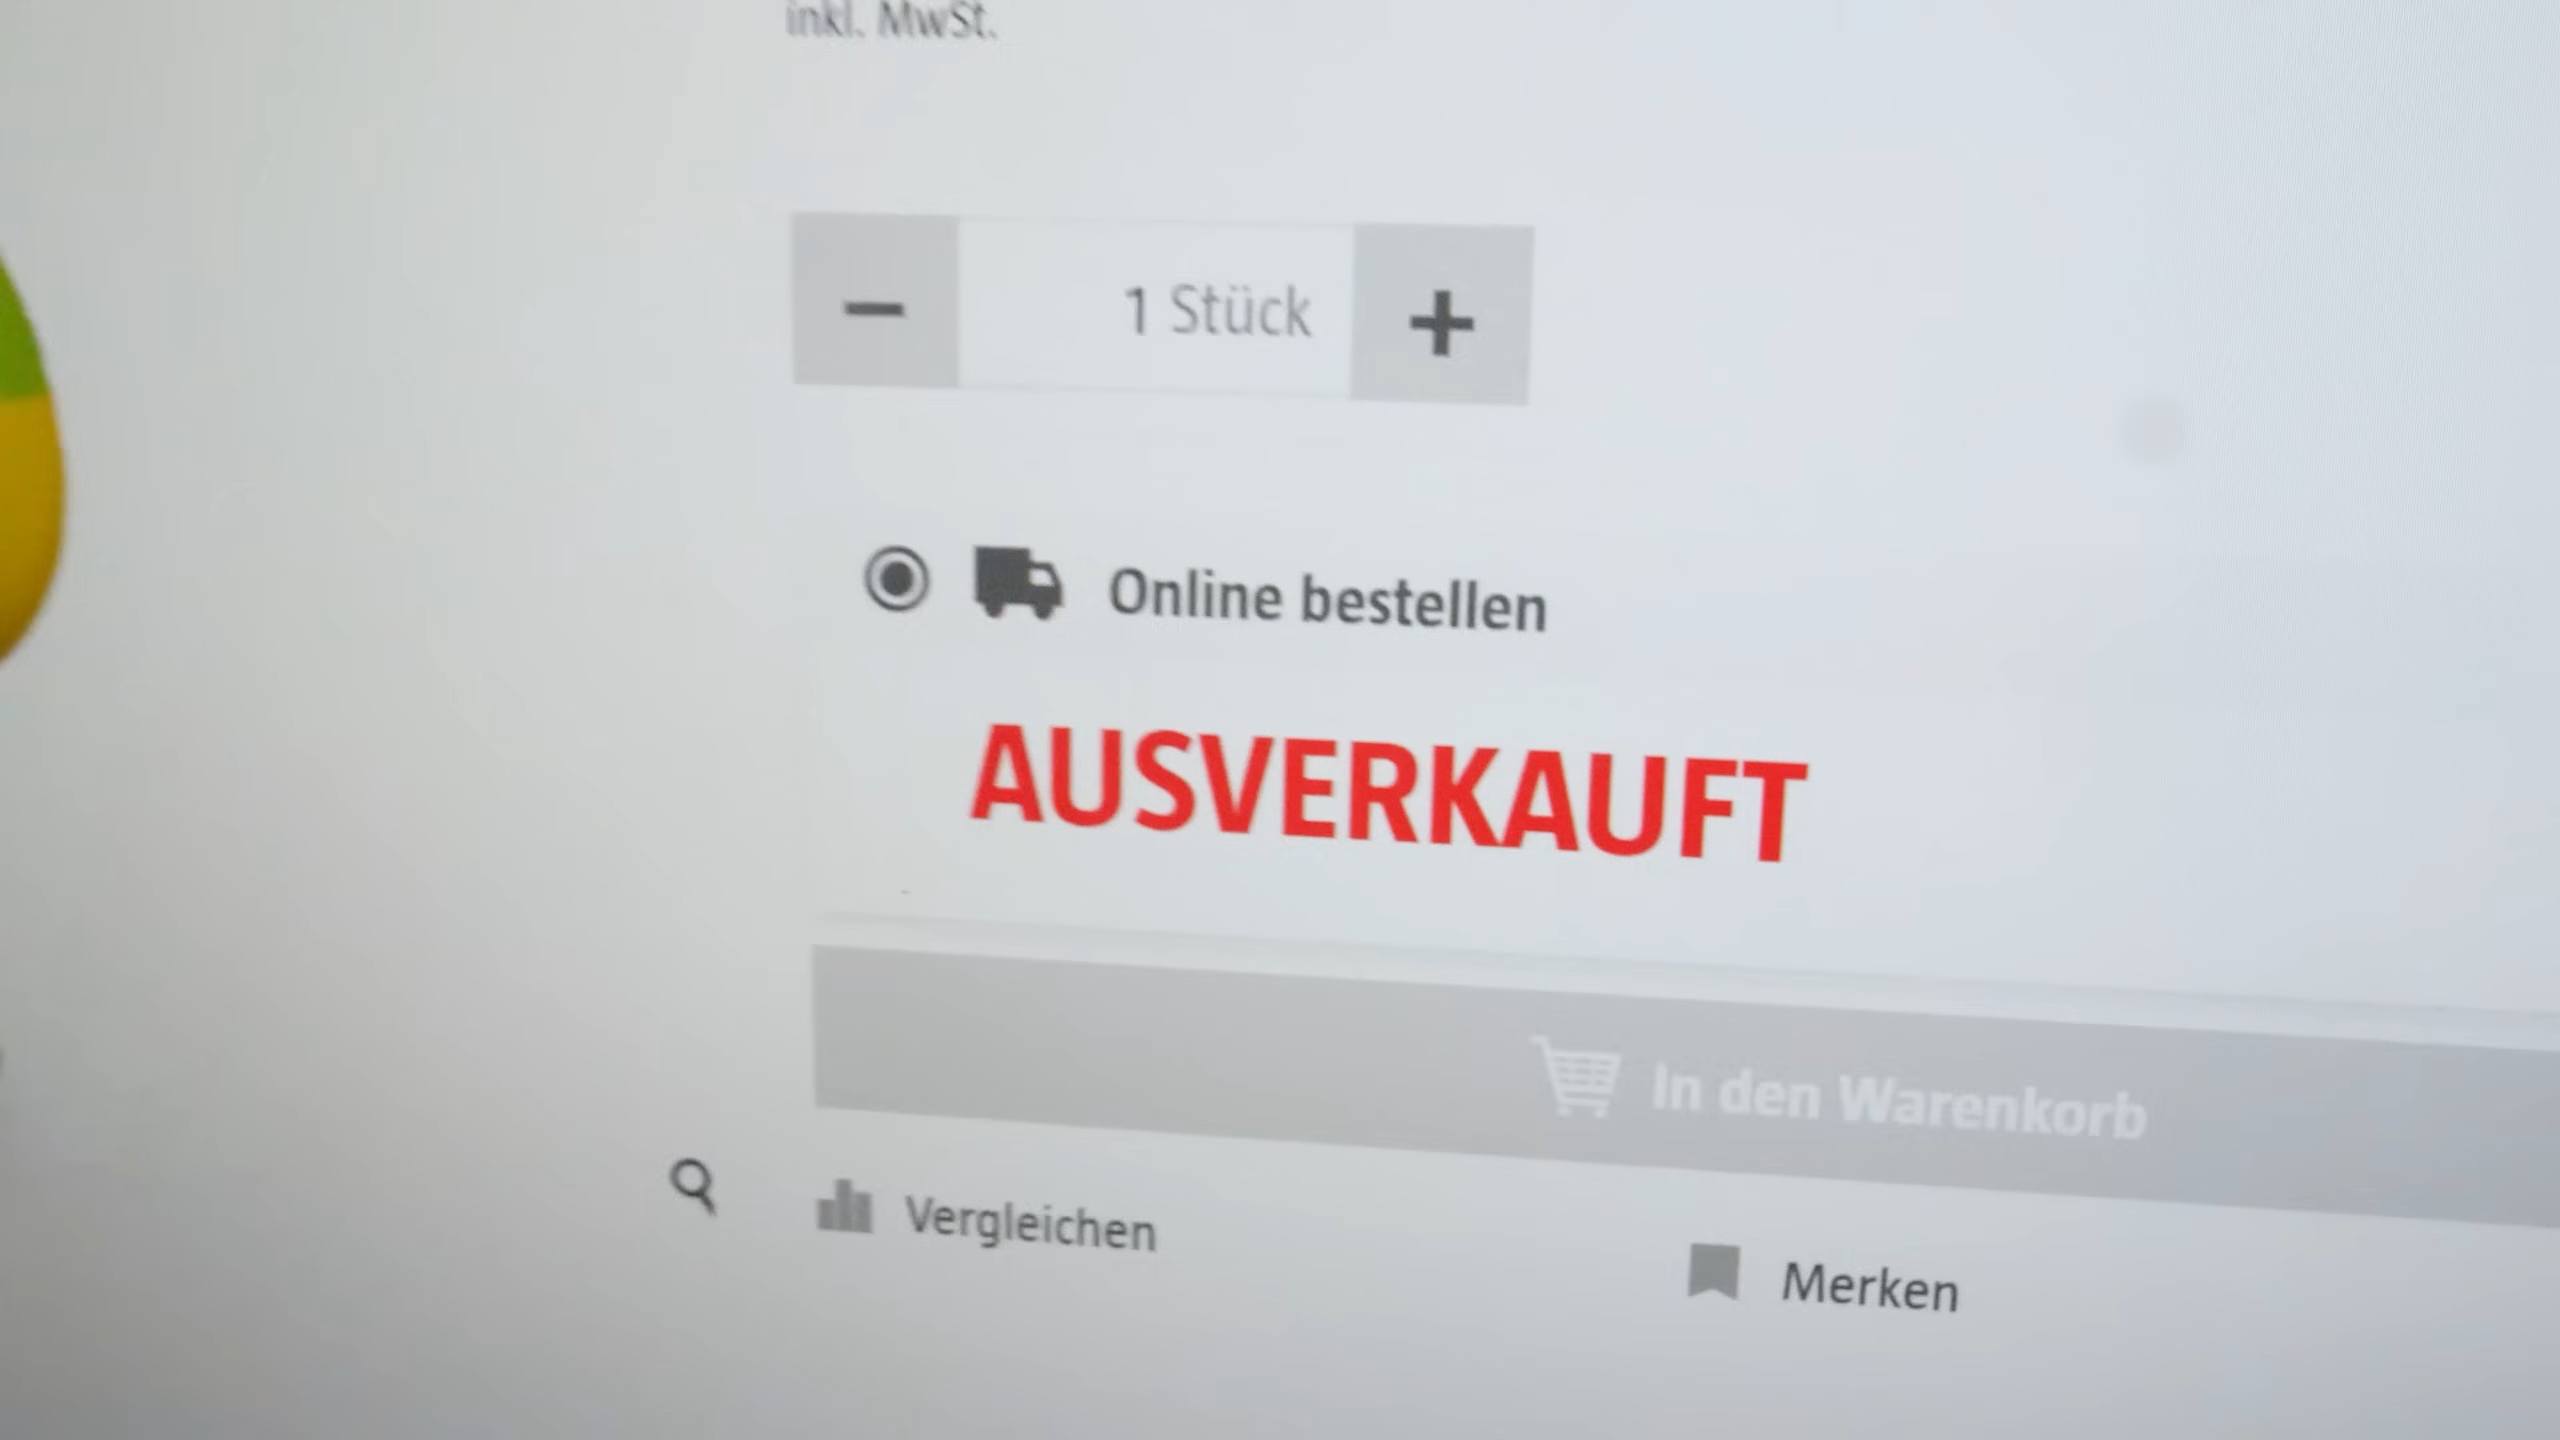 inkl. MwSt.
1 Stück
Online bestellen
AUSVERKAUFT
In den Warenkorb
Vergleichen
Merken